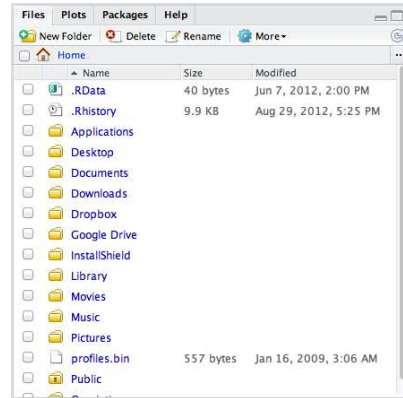 Files Plots Packages Help
New Folder Delete Rename More
Home ...
Name Size Modified
.RData 40 bytes Jun 7, 2012, 2:00 PM
.Rhistory 9.9 KB Aug 29, 2012, 5:25 PM
Applications
Desktop
Documents
Downloads
Dropbox
Google Drive
InstallShield
Library
Movies
Music
Pictures
profiles.bin 557 bytes Jan 16, 2009, 3:06 AM
Public